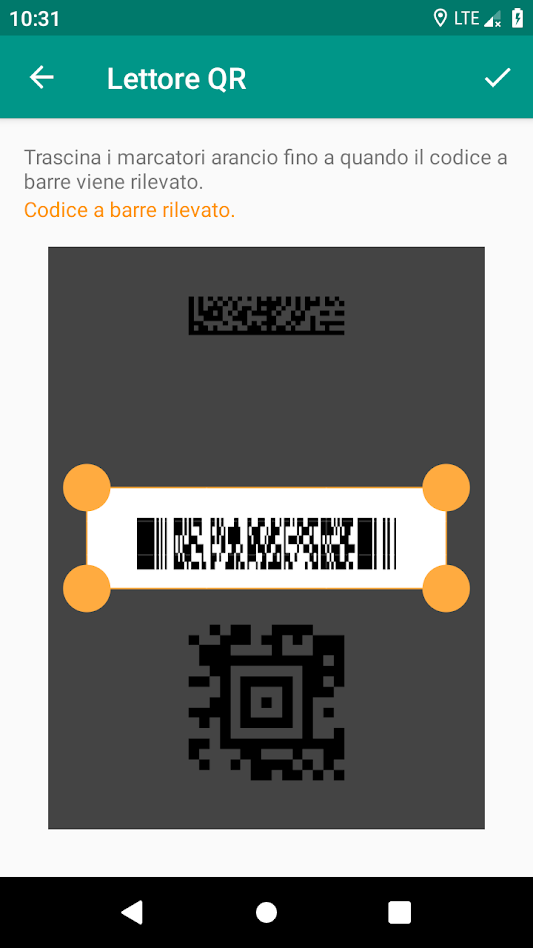 10:31
LTE
Lettore QR
Trascina i marcatori arancio fino a quando il codice a
barre viene rilevato.
Codice a barre rilevato.